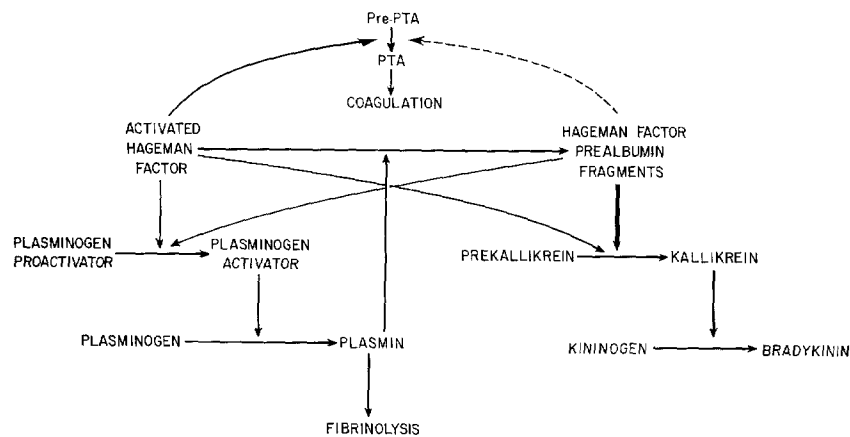 Pre-PTA
PTA
COAGULATION
ACTIVATED
HAGEMAN
FACTOR
HAGEMAN FACTOR
PREALBUMIN
FRAGMENTS
PLASMINOGEN
PROACTIVATOR
PLASMINOGEN
ACTIVATOR
PREKALLIKREIN
KALLIKREIN
PLASMINOGEN
PLASMIN
KININOGEN
BRADYKININ
FIBRINOLYSIS